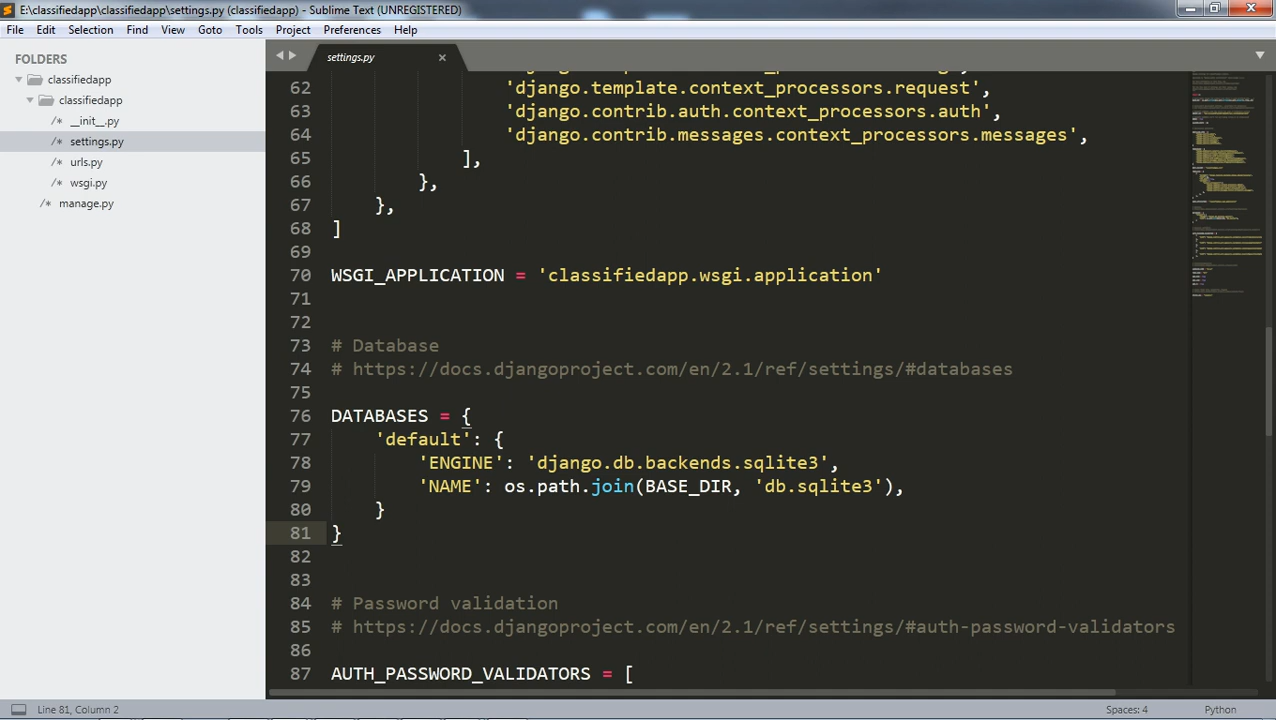 E:\classifiedapp\classifiedapp\settings.py (classifiedapp) - Sublime Text (UNREGISTERED)
File Edit Selection Find View Goto Tools Project Preferences Help
FOLDERS
classifiedapp
classifiedapp
/* __init__.py
/* settings.py
/* urls.py
/* wsgi.py
/* manage.py
settings.py
62 'django.template.context_processors.request',
63 'django.contrib.auth.context_processors.auth',
64 'django.contrib.messages.context_processors.messages',
65 ],
66 },
67 },
68 ]
69
70 WSGI_APPLICATION = 'classifiedapp.wsgi.application'
71
72
73 # Database
74 # https://docs.djangoproject.com/en/2.1/ref/settings/#databases
75
76 DATABASES = {
77 'default': {
78 'ENGINE': 'django.db.backends.sqlite3',
79 'NAME': os.path.join(BASE_DIR, 'db.sqlite3'),
80 }
81 }
82
83
84 # Password validation
85 # https://docs.djangoproject.com/en/2.1/ref/settings/#auth-password-validators
86
87 AUTH_PASSWORD_VALIDATORS = [
Line 81, Column 2 Spaces: 4 Python